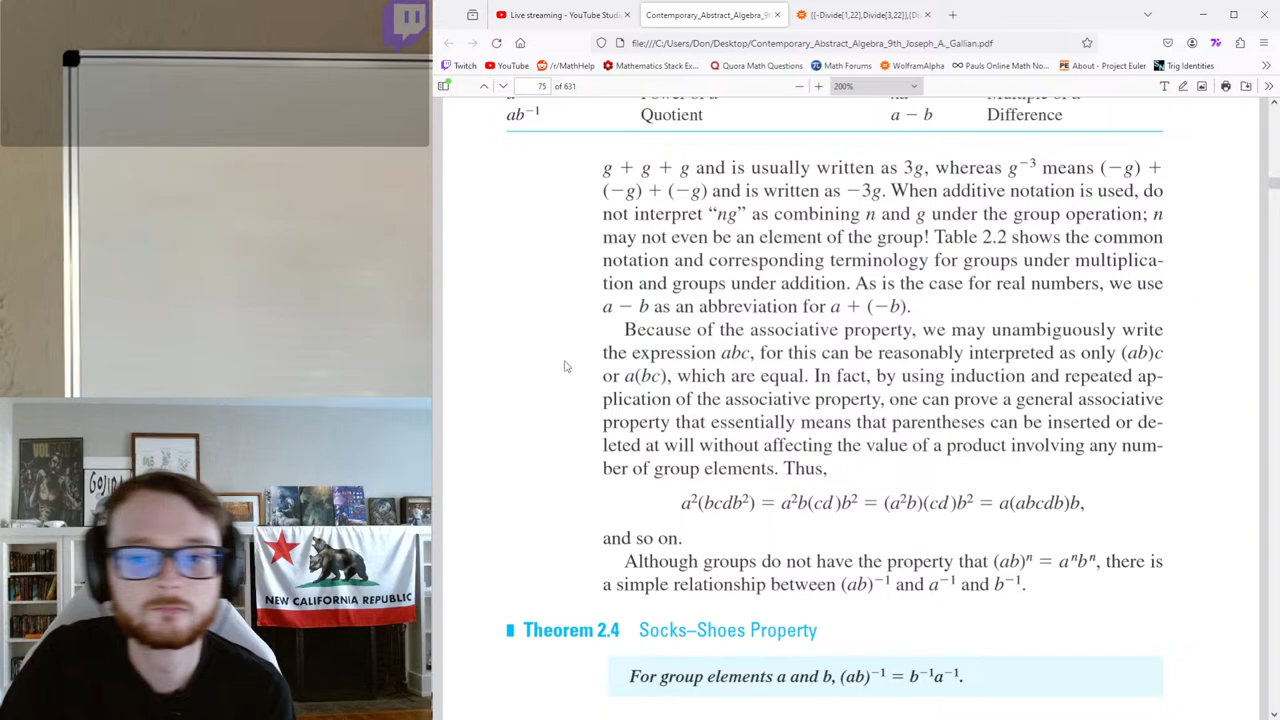 Live streaming - YouTube Studi
Contemporary_Abstract_Algebra_9th
{{-Divide[1,22],Divide[3,22]},{Div
file:///C:/Users/Don/Desktop/Contemporary_Abstract_Algebra_9th_Joseph_A._Gallian.pdf
Twitch YouTube /r/MathHelp Mathematics Stack Ex... Quora Math Questions Math Forums WolframAlpha Pauls Online Math No... About - Project Euler Trig Identities
75 of 631 200%
ab⁻¹ Quotient a − b Difference
g + g + g and is usually written as 3g, whereas g⁻³ means (−g) +
(−g) + (−g) and is written as −3g. When additive notation is used, do
not interpret “ng” as combining n and g under the group operation; n
may not even be an element of the group! Table 2.2 shows the common
notation and corresponding terminology for groups under multiplica-
tion and groups under addition. As is the case for real numbers, we use
a − b as an abbreviation for a + (−b).
Because of the associative property, we may unambiguously write
the expression abc, for this can be reasonably interpreted as only (ab)c
or a(bc), which are equal. In fact, by using induction and repeated ap-
plication of the associative property, one can prove a general associative
property that essentially means that parentheses can be inserted or de-
leted at will without affecting the value of a product involving any num-
ber of group elements. Thus,
a²(bcdb²) = a²b(cd)b² = (a²b)(cd)b² = a(abcdb)b,
and so on.
Although groups do not have the property that (ab)ⁿ = aⁿbⁿ, there is
a simple relationship between (ab)⁻¹ and a⁻¹ and b⁻¹.
Theorem 2.4 Socks–Shoes Property
For group elements a and b, (ab)⁻¹ = b⁻¹a⁻¹.
VOL
GOJIRA
NEW CALIFORNIA REPUBLIC